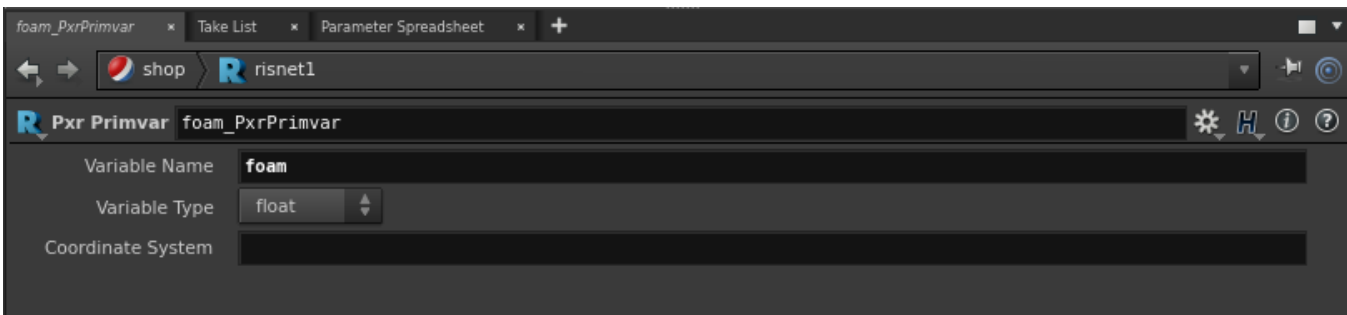 foam_PxrPrimvar × Take List × Parameter Spreadsheet × +
shop risnet1
Pxr Primvar foam_PxrPrimvar
Variable Name foam
Variable Type float
Coordinate System